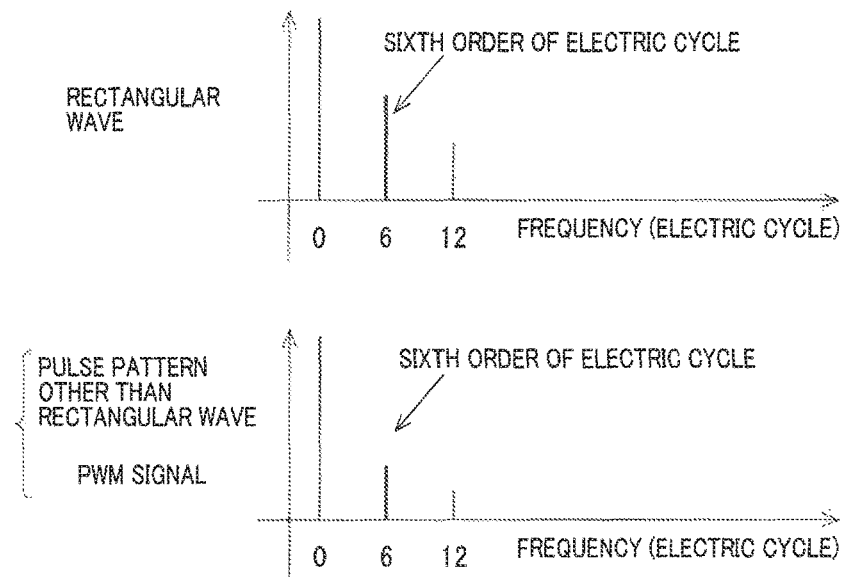 SIXTH ORDER OF ELECTRIC CYCLE
RECTANGULAR
WAVE
0 6 12 FREQUENCY (ELECTRIC CYCLE)
PULSE PATTERN
OTHER THAN
RECTANGULAR WAVE
PWM SIGNAL
SIXTH ORDER OF ELECTRIC CYCLE
0 6 12 FREQUENCY (ELECTRIC CYCLE)